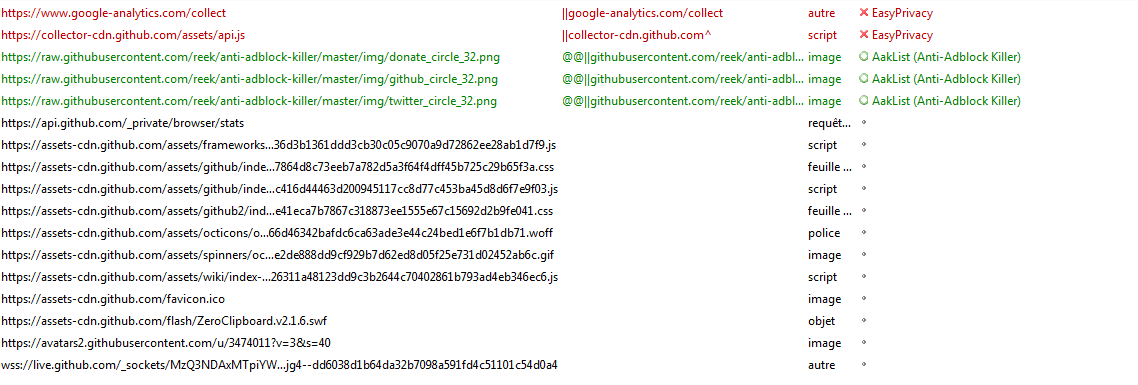 https://www.google-analytics.com/collect ||google-analytics.com/collect autre EasyPrivacy
https://collector-cdn.github.com/assets/api.js ||collector-cdn.github.com^ script EasyPrivacy
https://raw.githubusercontent.com/reek/anti-adblock-killer/master/img/donate_circle_32.png @@||githubusercontent.com/reek/anti-adbl... image AakList (Anti-Adblock Killer)
https://raw.githubusercontent.com/reek/anti-adblock-killer/master/img/github_circle_32.png @@||githubusercontent.com/reek/anti-adbl... image AakList (Anti-Adblock Killer)
https://raw.githubusercontent.com/reek/anti-adblock-killer/master/img/twitter_circle_32.png @@||githubusercontent.com/reek/anti-adbl... image AakList (Anti-Adblock Killer)
https://api.github.com/_private/browser/stats requêt...
https://assets-cdn.github.com/assets/frameworks...36d3b1361ddd3cb30c05c9070a9d72862ee28ab1d7f9.js script
https://assets-cdn.github.com/assets/github/inde...7864d8c73eeb7a782d5a3f64f4dff45b725c29b65f3a.css feuille ...
https://assets-cdn.github.com/assets/github/inde...c416d44463d200945117cc8d77c453ba45d8d6f7e9f03.js script
https://assets-cdn.github.com/assets/github2/ind...e41eca7b7867c318873ee1555e67c15692d2b9fe041.css feuille ...
https://assets-cdn.github.com/assets/octicons/o...66d46342bafdc6ca63ade3e44c24bed1e6f7b1db71.woff police
https://assets-cdn.github.com/assets/spinners/oc...e2de888dd9cf929b7d62ed8d05f25e731d02452ab6c.gif image
https://assets-cdn.github.com/assets/wiki/index-...26311a48123dd9c3b2644c70402861b793ad4eb346ec6.js script
https://assets-cdn.github.com/favicon.ico image
https://assets-cdn.github.com/flash/ZeroClipboard.v2.1.6.swf objet
https://avatars2.githubusercontent.com/u/3474011?v=3&s=40 image
wss://live.github.com/_sockets/MzQ3NDAxMTpiYW...jg4--dd6038d1b64da32b7098a591fd4c51101c54d0a4 autre